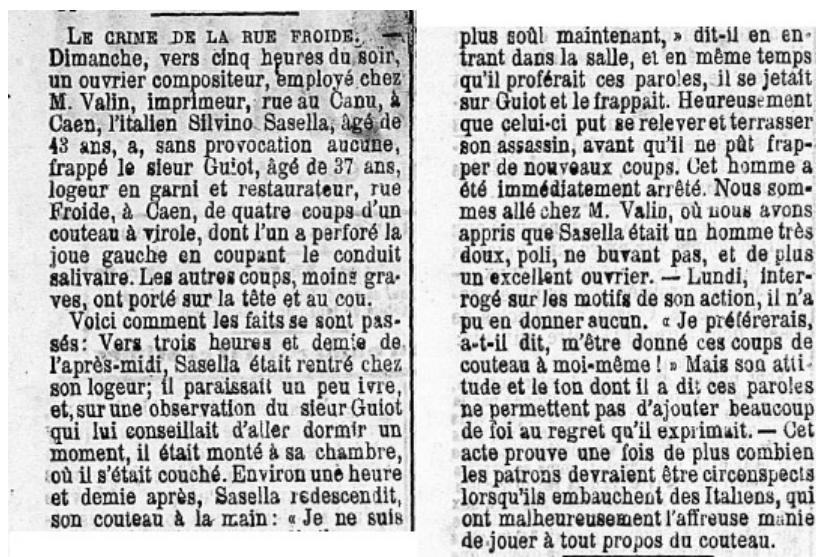 LE CRIME DE LA RUE FROIDE. —
Dimanche, vers cinq heures du soir,
un ouvrier compositeur, employé chez
M. Valin, imprimeur, rue au Canu, à
Caen, l'italien Silvino Sasella, âgé de
43 ans, a, sans provocation aucune,
frappé le sieur Guiot, âgé de 37 ans,
logeur en garni et restaurateur, rue
Froide, à Caen, de quatre coups d'un
couteau à virole, dont l'un a perforé la
joue gauche en coupant le conduit
salivaire. Les autres coups, moins gra-
ves, ont porté sur la tête et au cou.
Voici comment les faits se sont pas-
sés: Vers trois heures et demie de
l'après-midi, Sasella était rentré chez
son logeur; il paraissait un peu ivre,
et, sur une observation du sieur Guiot
qui lui conseillait d'aller dormir un
moment, il était monté à sa chambre,
où il s'était couché. Environ une heure
et demie après, Sasella redescendit,
son couteau à la main: « Je ne suis
plus soûl maintenant, » dit-il en en-
trant dans la salle, et en même temps
qu'il proférait ces paroles, il se jetait
sur Guiot et le frappait. Heureusement
que celui-ci put se relever et terrasser
son assassin, avant qu'il ne pût frap-
per de nouveaux coups. Cet homme a
été immédiatement arrêté. Nous som-
mes allé chez M. Valin, où nous avons
appris que Sasella était un homme très
doux, poli, ne buvant pas, et de plus
un excellent ouvrier. — Lundi, inter-
rogé sur les motifs de son action, il n'a
pu en donner aucun. « Je préférerais,
a-t-il dit, m'être donné ces coups de
couteau à moi-même ! » Mais son atti-
tude et le ton dont il a dit ces paroles
ne permettent pas d'ajouter beaucoup
de foi au regret qu'il exprimait. — Cet
acte prouve une fois de plus combien
les patrons devraient être circonspects
lorsqu'ils embauchent des Italiens, qui
ont malheureusement l'affreuse manie
de jouer à tout propos du couteau.